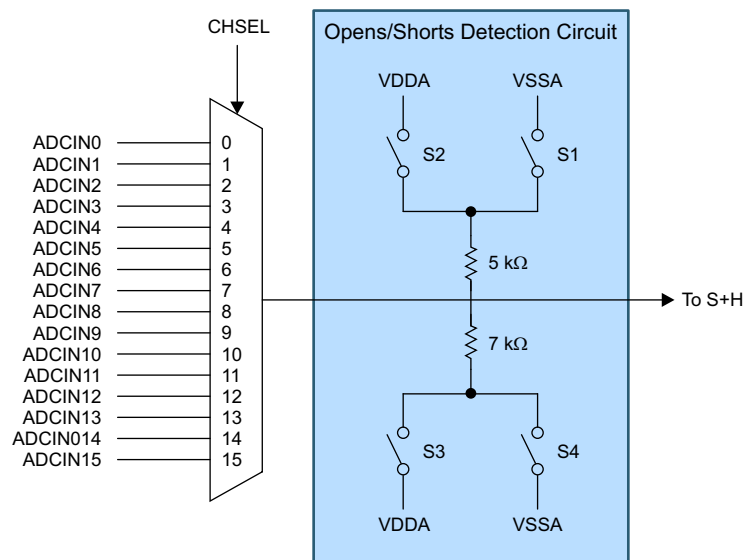 CHSEL
Opens/Shorts Detection Circuit
VDDA VSSA
S2 S1
ADCIN0 0
ADCIN1 1
ADCIN2 2
ADCIN3 3
ADCIN4 4
ADCIN5 5
ADCIN6 6
ADCIN7 7
ADCIN8 8
ADCIN9 9
ADCIN10 10
ADCIN11 11
ADCIN12 12
ADCIN13 13
ADCIN014 14
ADCIN15 15
5 kΩ
To S+H
7 kΩ
S3 S4
VDDA VSSA